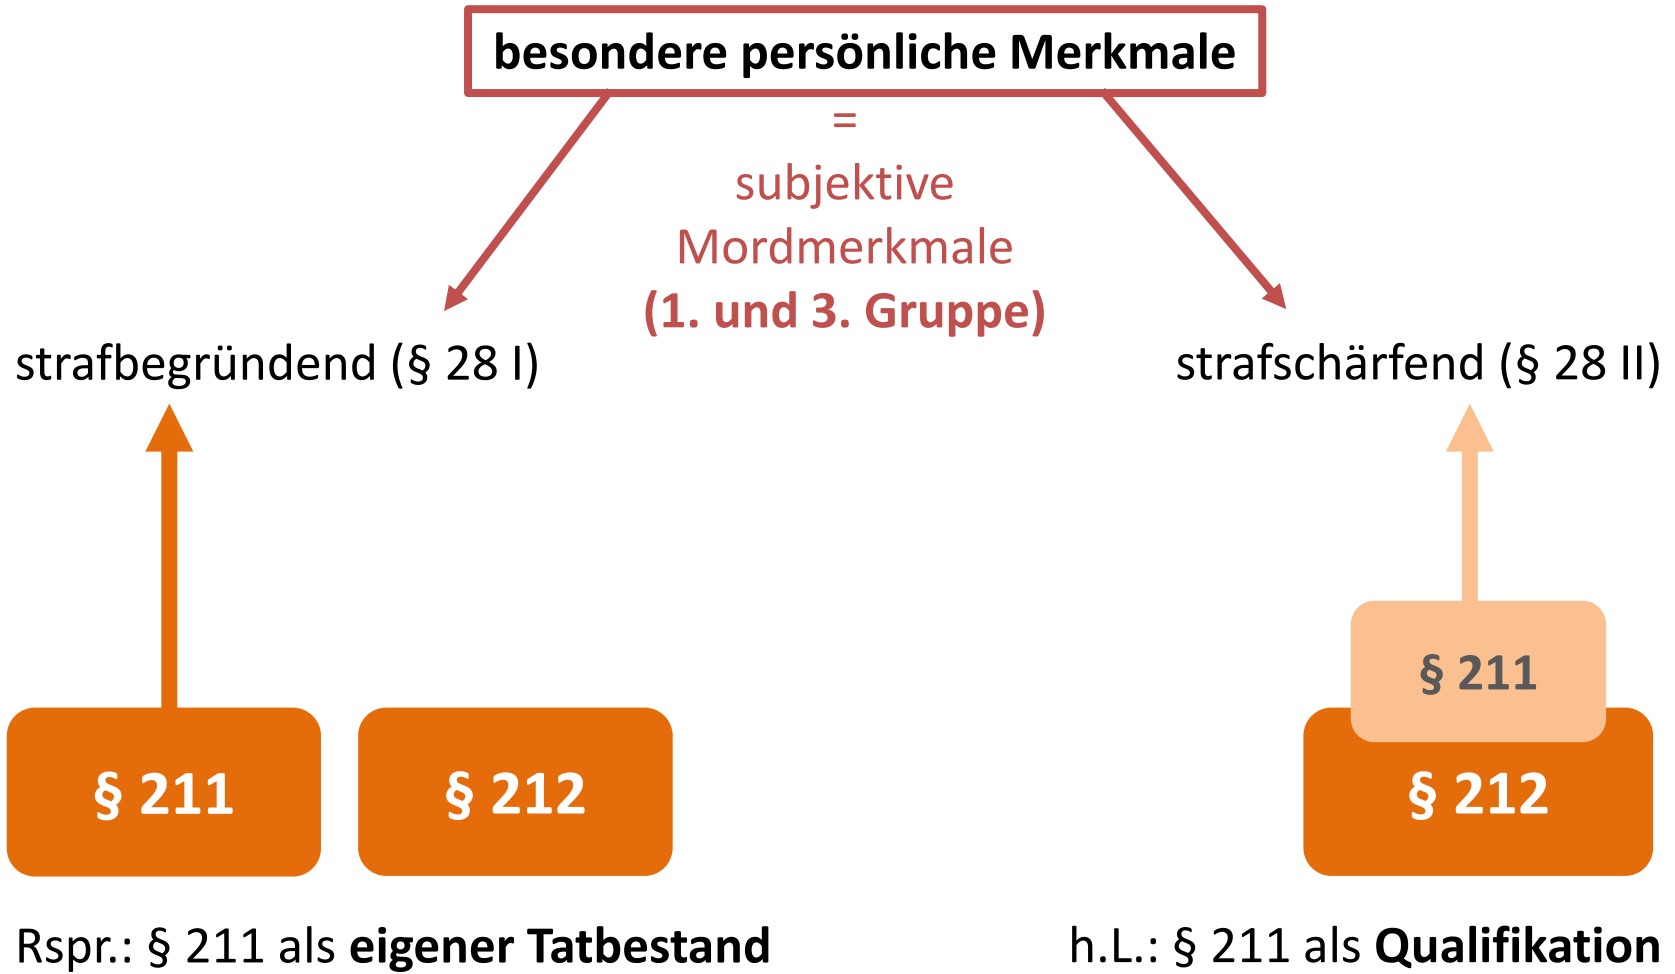 besondere persönliche Merkmale
=
subjektive
Mordmerkmale
(1. und 3. Gruppe)
strafbegründend (§ 28 I)
strafschärfend (§ 28 II)
§ 211
§ 211
§ 212
§ 212
Rspr.: § 211 als eigener Tatbestand
h.L.: § 211 als Qualifikation